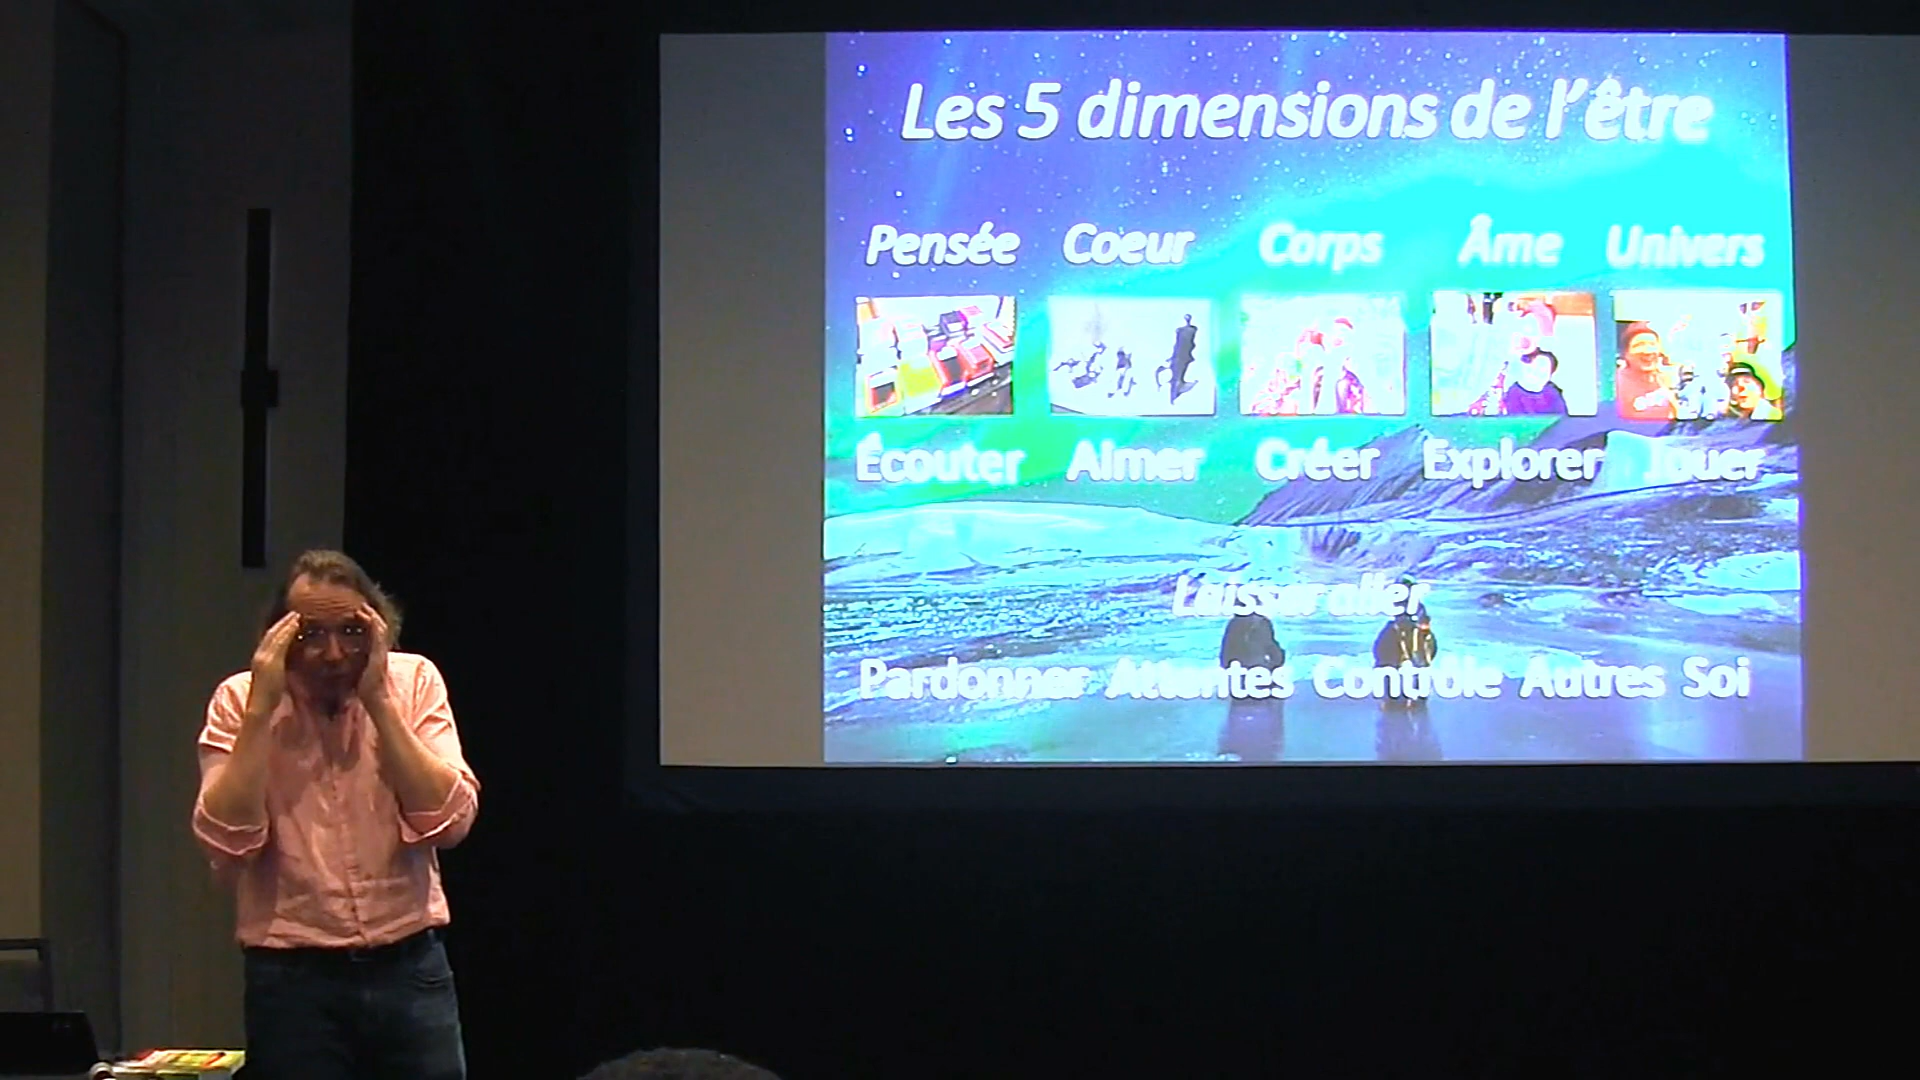 Les 5 dimensions de l'être
Pensée Coeur Corps Âme Univers
Écouter Aimer Créer Explorer Jouer
Laisser aller
Pardonner Attentes Contrôle Autres Soi